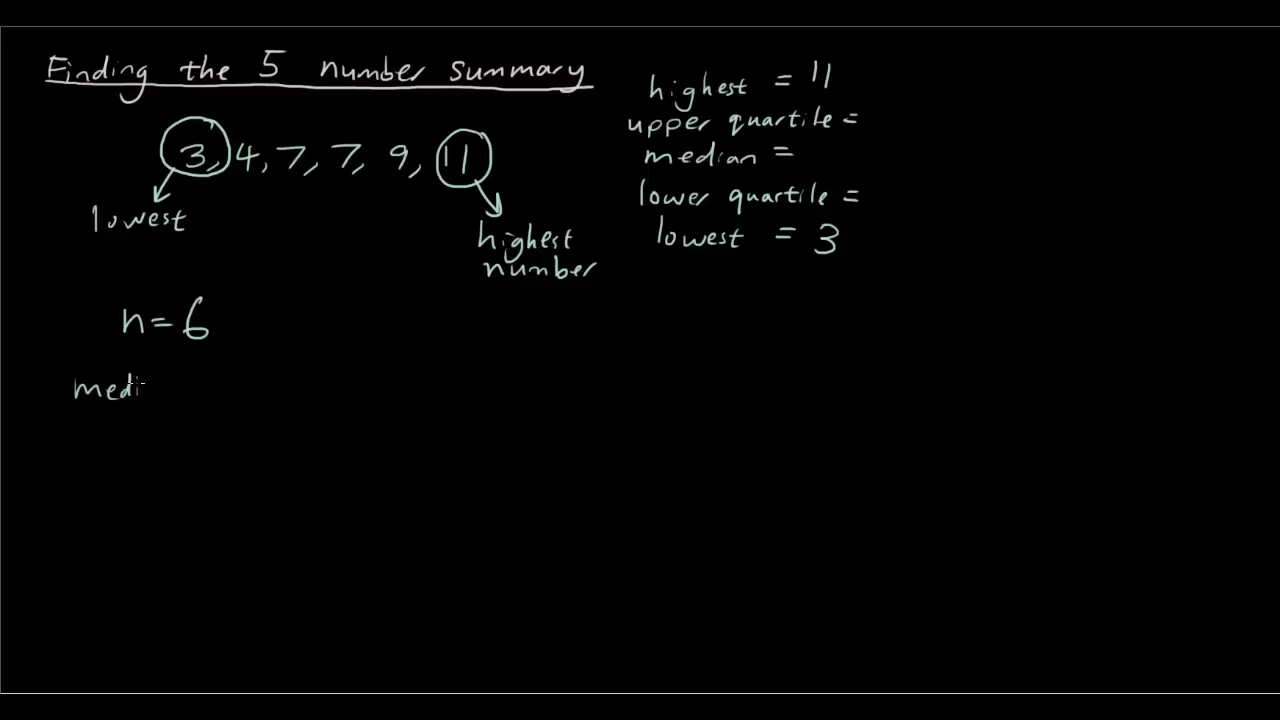 Finding the 5 number summary
3, 4, 7, 7, 9, 11
lowest
highest
number
highest = 11
upper quartile =
median =
lower quartile =
lowest = 3
n = 6
medi